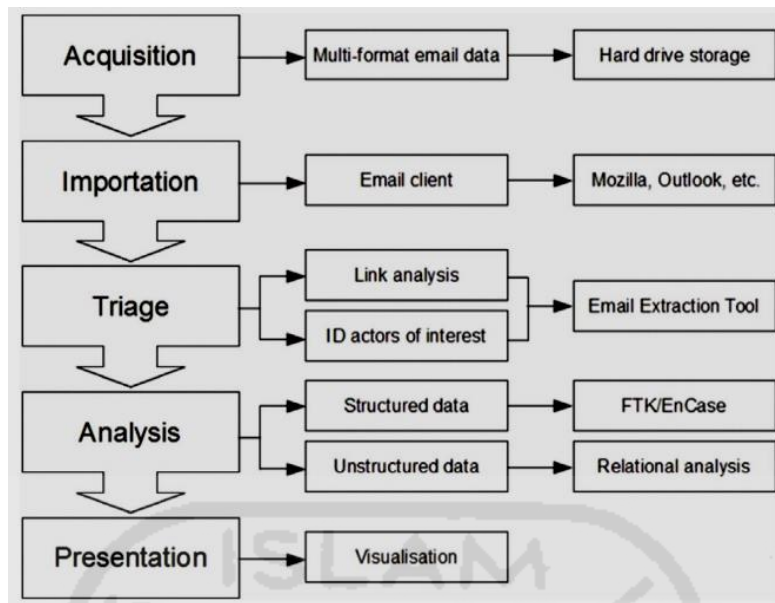 Acquisition
Multi-format email data
Hard drive storage
Importation
Email client
Mozilla, Outlook, etc.
Triage
Link analysis
ID actors of interest
Email Extraction Tool
Analysis
Structured data
FTK/EnCase
Unstructured data
Relational analysis
Presentation
Visualisation
ISLAM